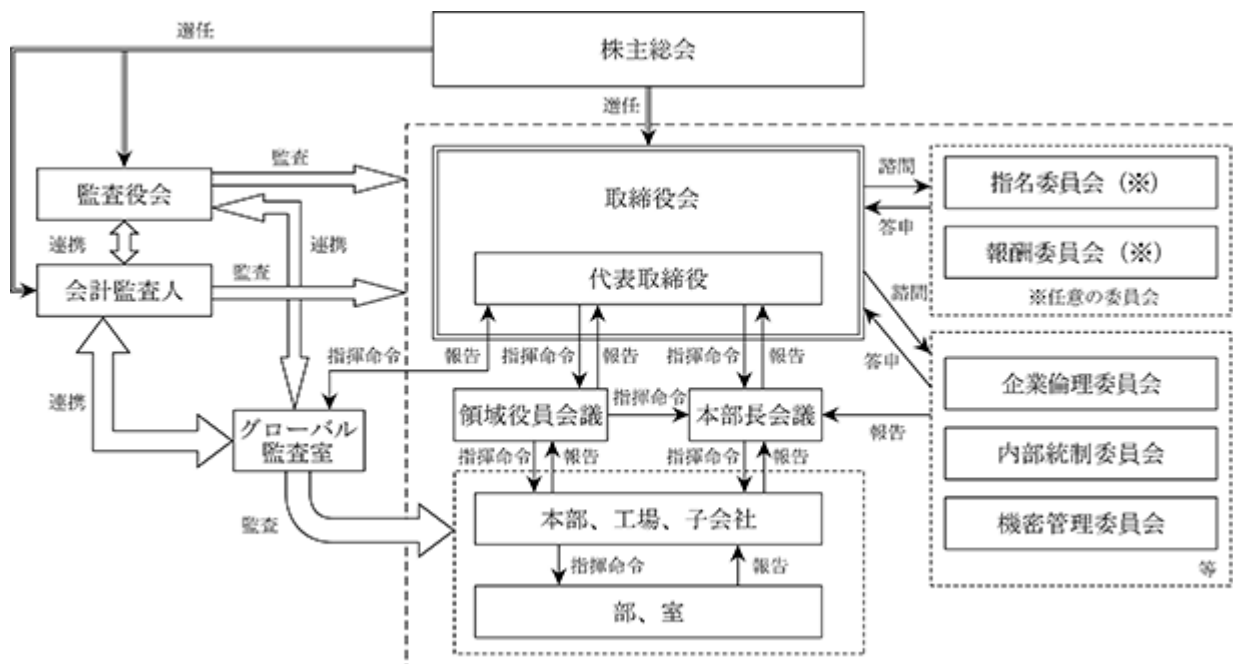 選任
株主総会
選任
監査役会
監査
連携
連携
会計監査人
監査
取締役会
代表取締役
諮問
答申
指名委員会（※）
報酬委員会（※）
※任意の委員会
諮問
答申
指揮命令
報告
指揮命令
報告
指揮命令
報告
領域役員会議
指揮命令
本部長会議
報告
企業倫理委員会
内部統制委員会
機密管理委員会
等
連携
グローバル
監査室
監査
指揮命令
報告
指揮命令
報告
本部、工場、子会社
指揮命令
報告
部、室